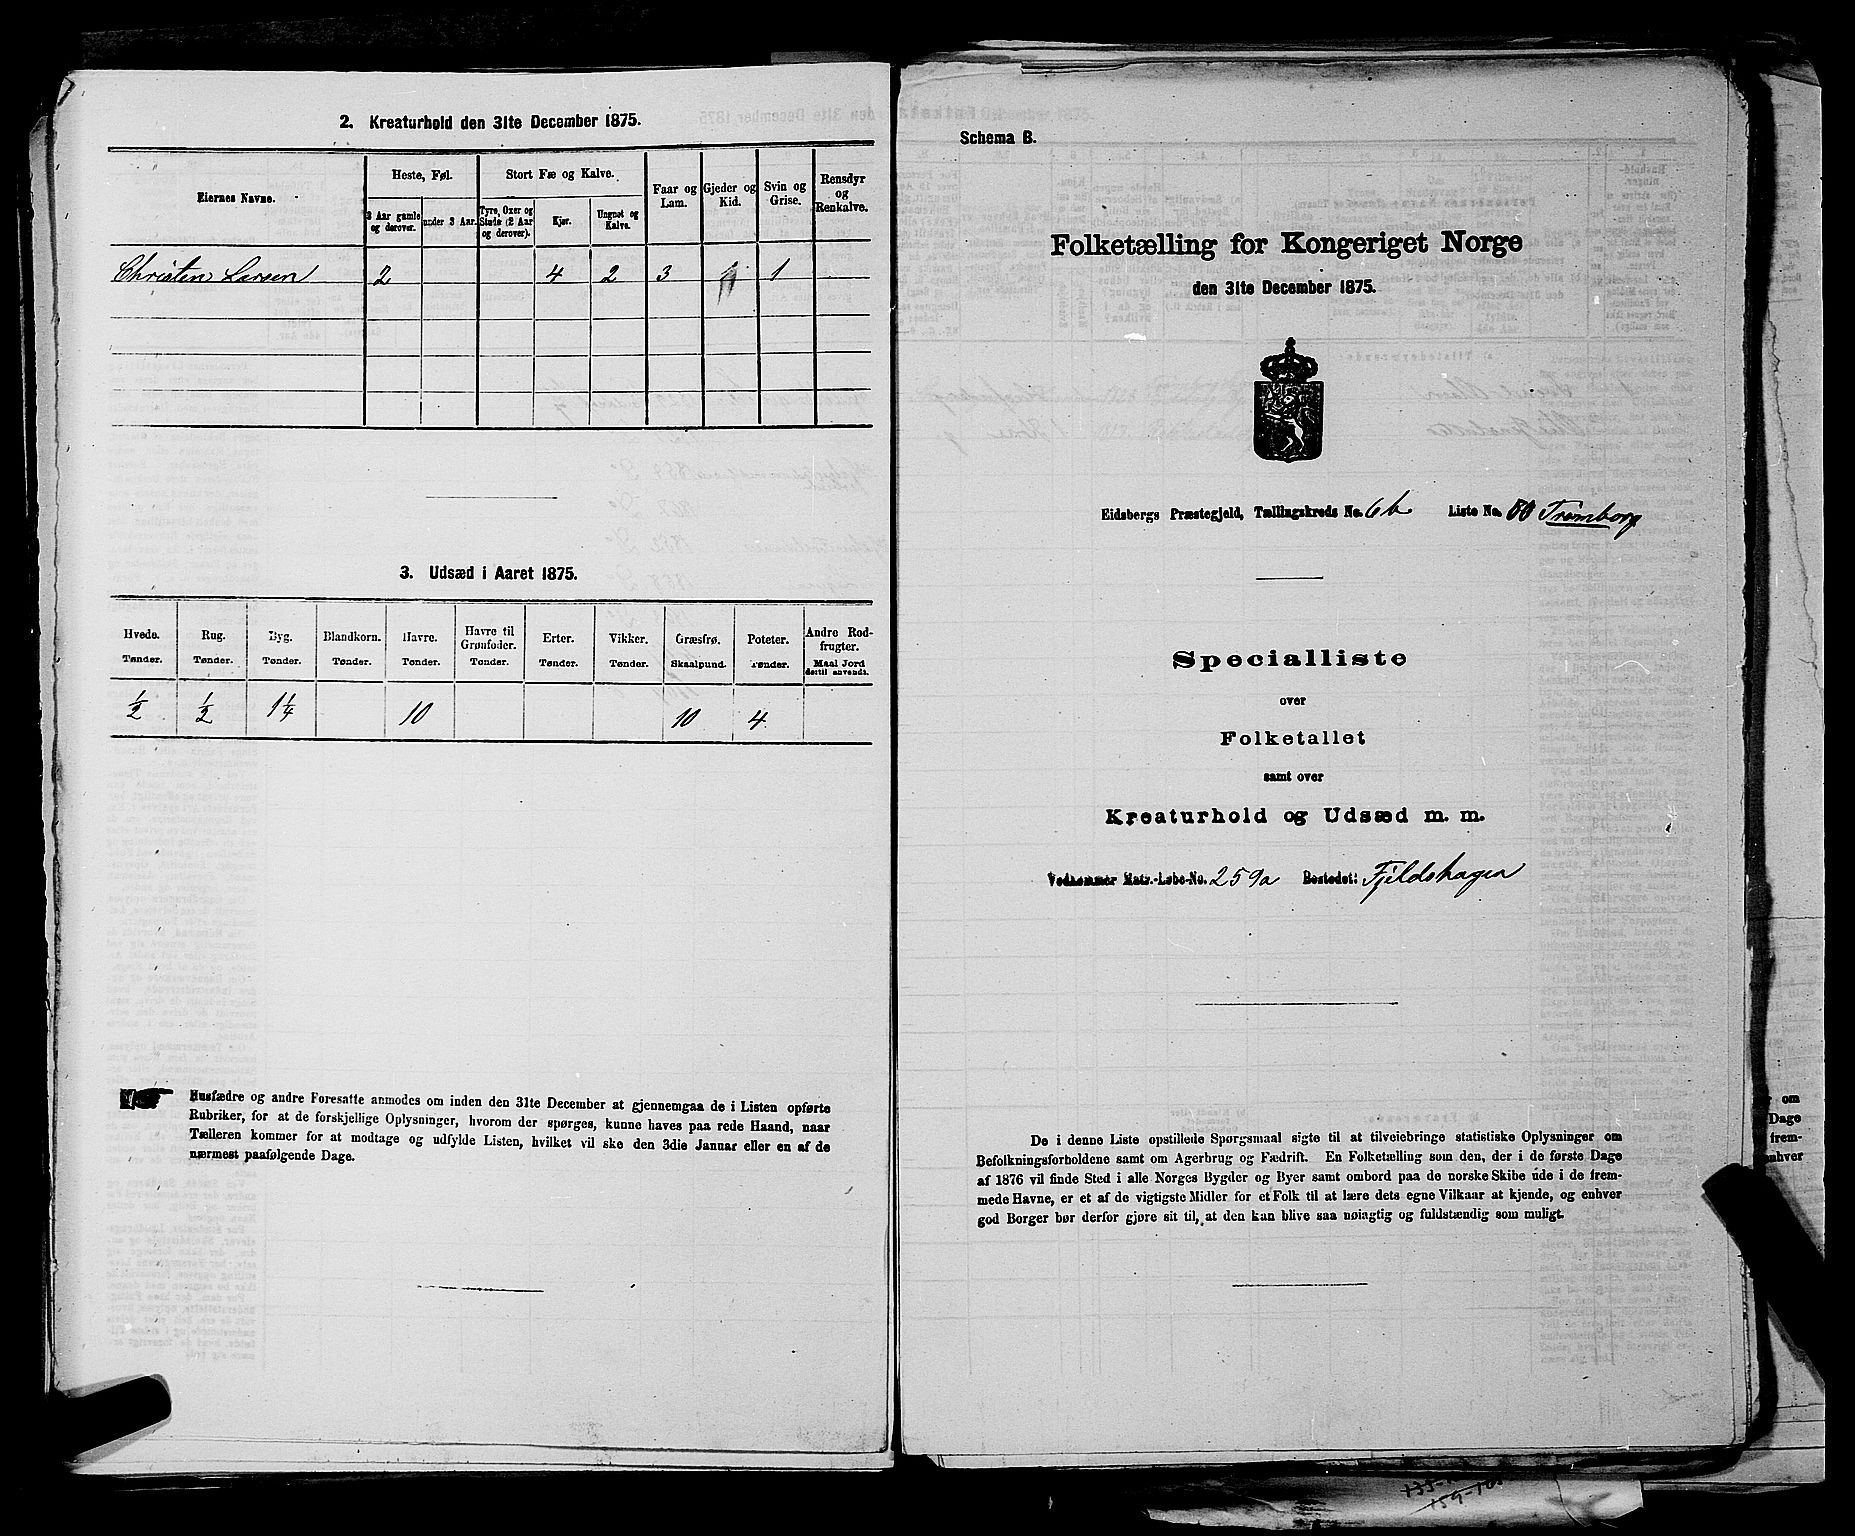 2. Kreaturhold den 31te December 1875.
Eiernes Navne.
Heste, Føl.
Stort Fæ og Kalve.
Faar og Lam.
Gjeder og Kid.
Svin og Grise.
Rensdyr og Renkalve.
3 Aar gamle og derover.
under 3 Aar.
Tyre, Oxer og Stude (2 Aar og derover).
Kjør.
Ungnøt og Kalve.
Christen Larsen 2 4 2 3 1
3. Udsæd i Aaret 1875.
Hvede. Rug. Byg. Blandkorn. Havre. Havre til Grønfoder. Erter. Vikker. Græsfrø. Poteter. Andre Rodfrugter.
Tønder. Tønder. Tønder. Tønder. Tønder. Tønder. Tønder. Tønder. Skaalpund. Tønder. Maal Jord dertil anvendt.
½ ½ 1¼ 10 10 4
Husfædre og andre Foresatte anmodes om inden den 31te December at gjennemgaa de i Listen opførte
Rubriker, for at de forskjellige Oplysninger, hvorom der spørges, kunne haves paa rede Haand, naar
Tælleren kommer for at modtage og udfylde Listen, hvilket vil ske den 3die Januar eller en af de
nærmest paafølgende Dage.
Schema B.
Folketælling for Kongeriget Norge
den 31te December 1875.
Eidsbergs Præstegjeld, Tællingskreds No. 6b Liste No. 80 Trømborg
Specialliste
over
Folketallet
samt over
Kreaturhold og Udsæd m. m.
Vedkommer Matr.-Løbe-No. 259a Bostedet: Fjeldshagen
De i denne Liste opstillede Spørgsmaal sigte til at tilveiebringe statistiske Oplysninger om
Befolkningsforholdene samt om Agerbrug og Fædrift. En Folketælling som den, der i de første Dage
af 1876 vil finde Sted i alle Norges Bygder og Byer samt ombord paa de norske Skibe ude i de frem-
mede Havne, er et af de vigtigste Midler for et Folk til at lære dets egne Vilkaar at kjende, og enhver
god Borger bør derfor gjøre sit til, at den kan blive saa nøiagtig og fuldstændig som muligt.